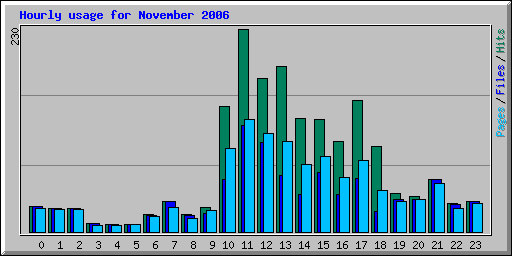 Hourly usage for November 2006
230
Pages/Files/Hits
0 1 2 3 4 5 6 7 8 9 10 11 12 13 14 15 16 17 18 19 20 21 22 23